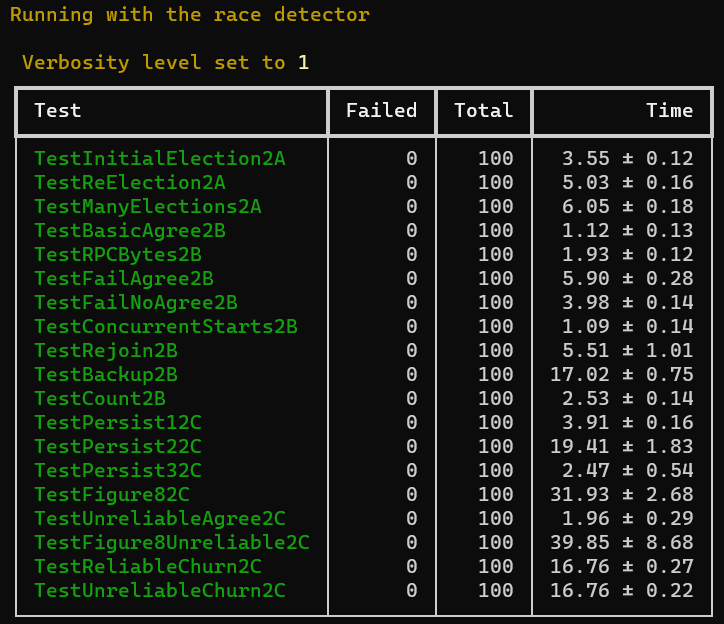 Running with the race detector
Verbosity level set to 1
Test Failed Total Time
TestInitialElection2A 0 100 3.55 ± 0.12
TestReElection2A 0 100 5.03 ± 0.16
TestManyElections2A 0 100 6.05 ± 0.18
TestBasicAgree2B 0 100 1.12 ± 0.13
TestRPCBytes2B 0 100 1.93 ± 0.12
TestFailAgree2B 0 100 5.90 ± 0.28
TestFailNoAgree2B 0 100 3.98 ± 0.14
TestConcurrentStarts2B 0 100 1.09 ± 0.14
TestRejoin2B 0 100 5.51 ± 1.01
TestBackup2B 0 100 17.02 ± 0.75
TestCount2B 0 100 2.53 ± 0.14
TestPersist12C 0 100 3.91 ± 0.16
TestPersist22C 0 100 19.41 ± 1.83
TestPersist32C 0 100 2.47 ± 0.54
TestFigure82C 0 100 31.93 ± 2.68
TestUnreliableAgree2C 0 100 1.96 ± 0.29
TestFigure8Unreliable2C 0 100 39.85 ± 8.68
TestReliableChurn2C 0 100 16.76 ± 0.27
TestUnreliableChurn2C 0 100 16.76 ± 0.22